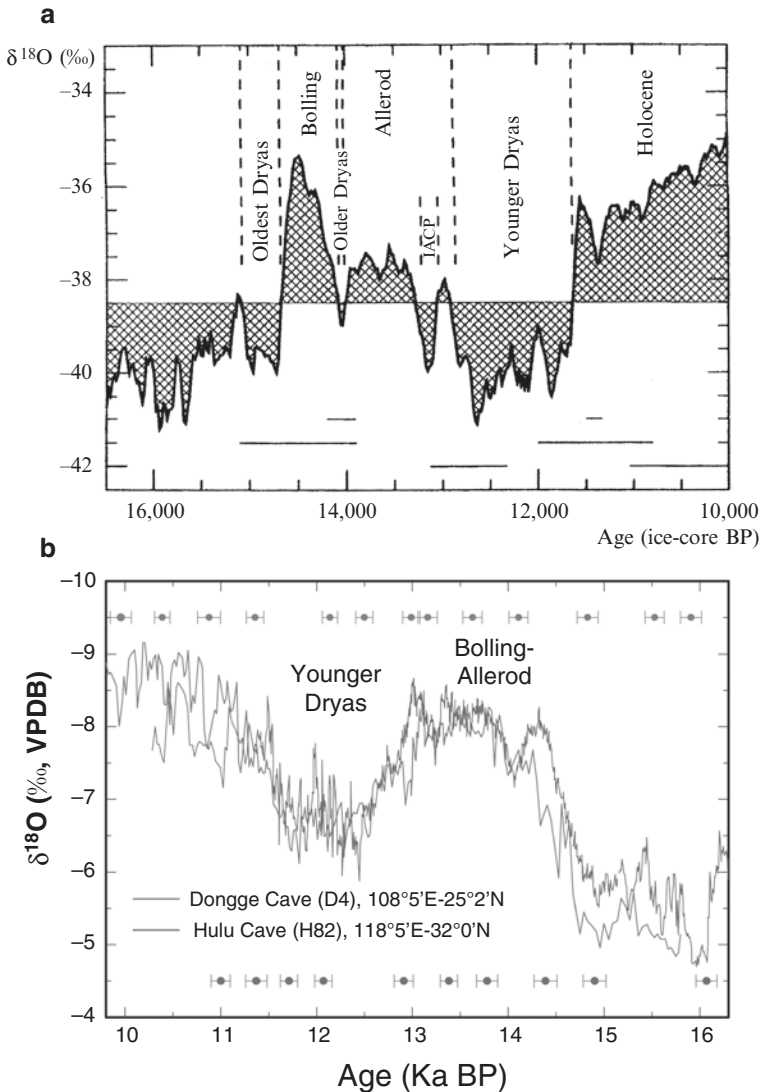 a
δ¹⁸O (‰)
−34
−36
−38
−40
−42
Oldest Dryas
Bolling
Older Dryas
Allerod
IACP
Younger Dryas
Holocene
16,000 14,000 12,000 10,000
Age (ice-core BP)
b
−10
−9
−8
−7
−6
−5
−4
δ¹⁸O (‰, VPDB)
Younger
Dryas
Bolling-
Allerod
Dongge Cave (D4), 108°5'E-25°2'N
Hulu Cave (H82), 118°5'E-32°0'N
10 11 12 13 14 15 16
Age (Ka BP)